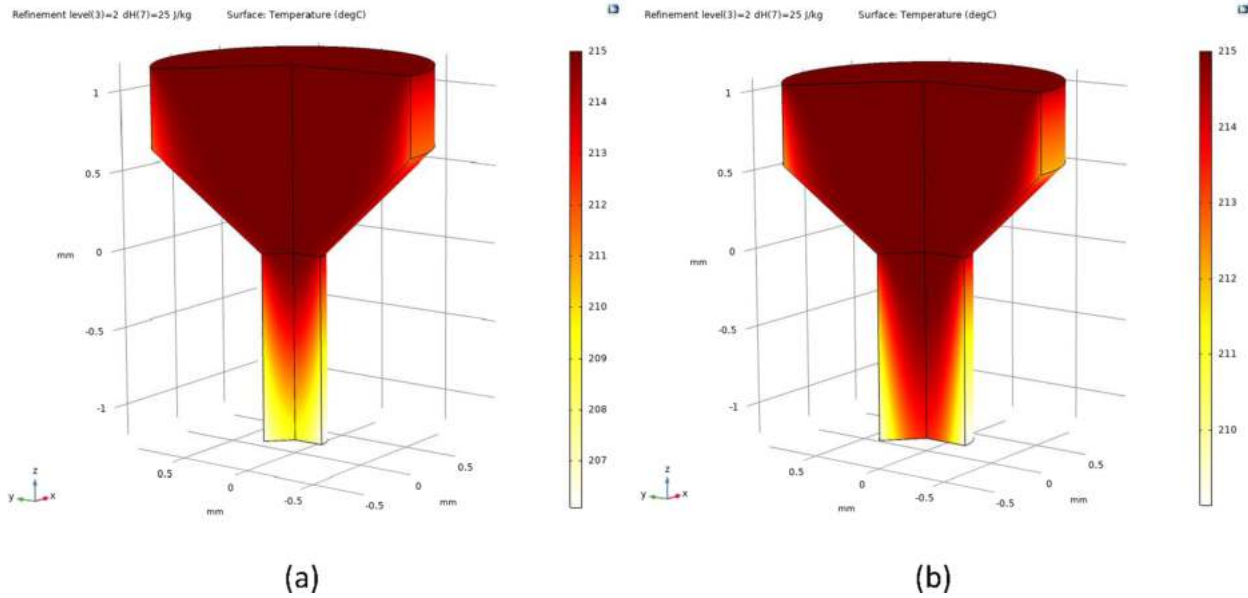 Refinement level(3)=2 dH(7)=25 J/kg Surface: Temperature (degC)
215
214
213
212
211
210
209
208
207
1
0.5
0
-0.5
-1
mm
0.5
0
-0.5
mm
0.5
0
-0.5
mm
z
y
x
(a)
Refinement level(3)=2 dH(7)=25 J/kg Surface: Temperature (degC)
215
214
213
212
211
210
1
0.5
0
-0.5
-1
mm
0.5
0
-0.5
mm
0.5
0
-0.5
mm
z
y
x
(b)